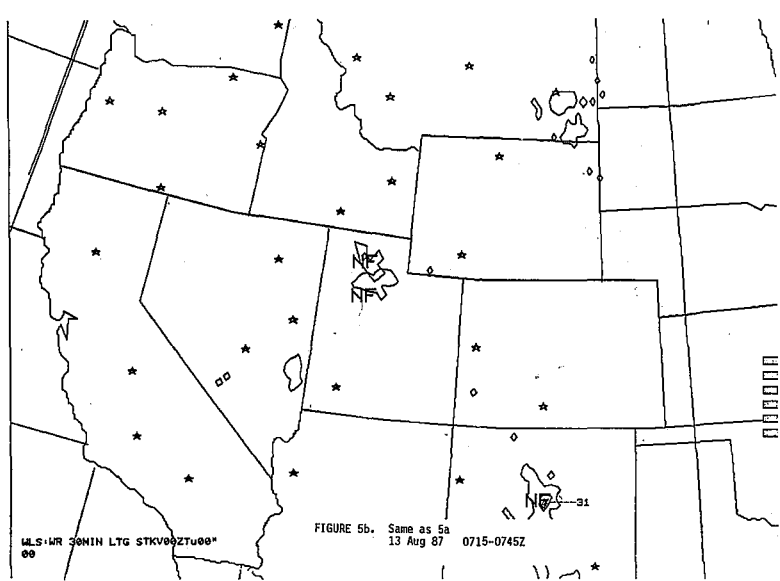 NF
NF
NF
31
FIGURE 5b. Same as 5a
13 Aug 87 0715-0745Z
WLS:WR 30MIN LTG STKV00ZTu00"
00